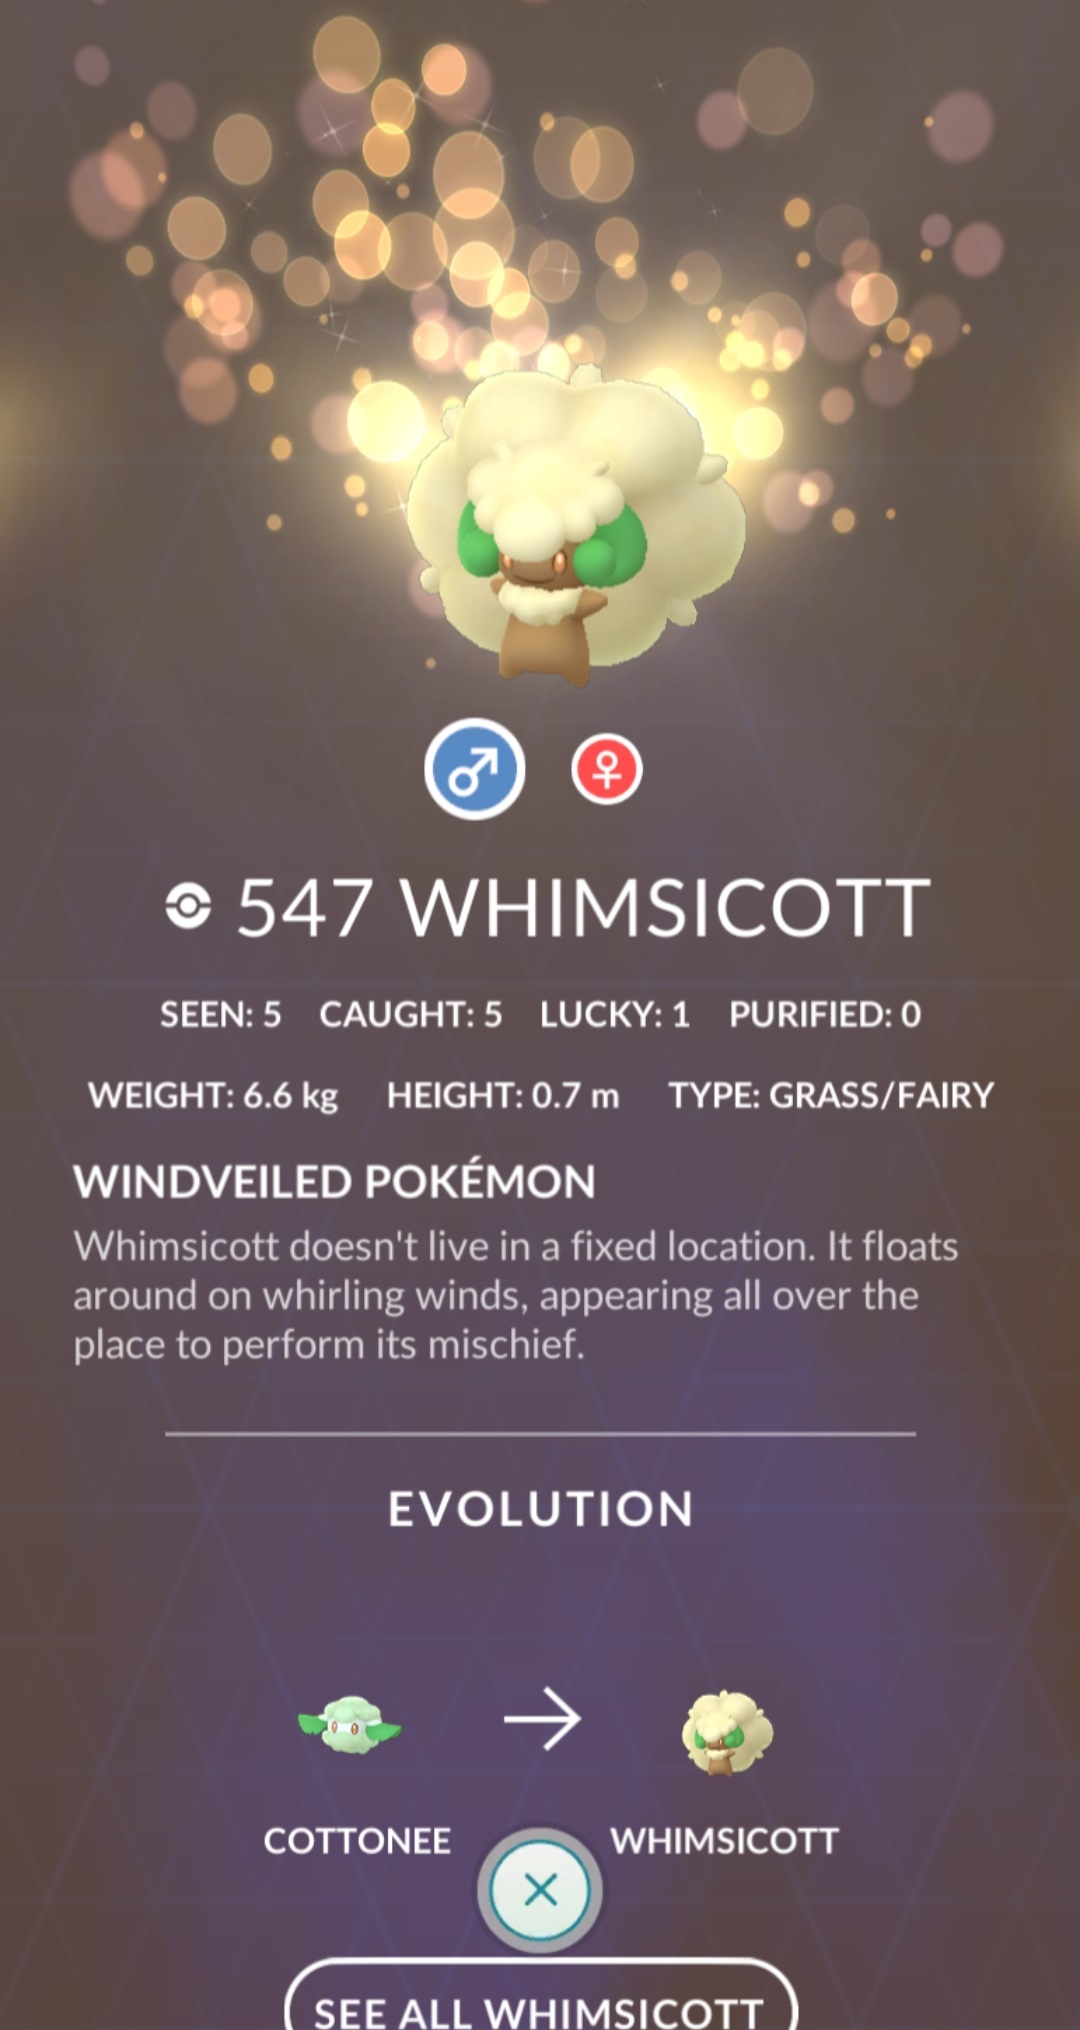 547 WHIMSICOTT
SEEN: 5 CAUGHT: 5 LUCKY: 1 PURIFIED: 0
WEIGHT: 6.6 kg HEIGHT: 0.7 m TYPE: GRASS/FAIRY
WINDVEILED POKÉMON
Whimsicott doesn't live in a fixed location. It floats
around on whirling winds, appearing all over the
place to perform its mischief.
EVOLUTION
COTTONEE WHIMSICOTT
SEE ALL WHIMSICOTT